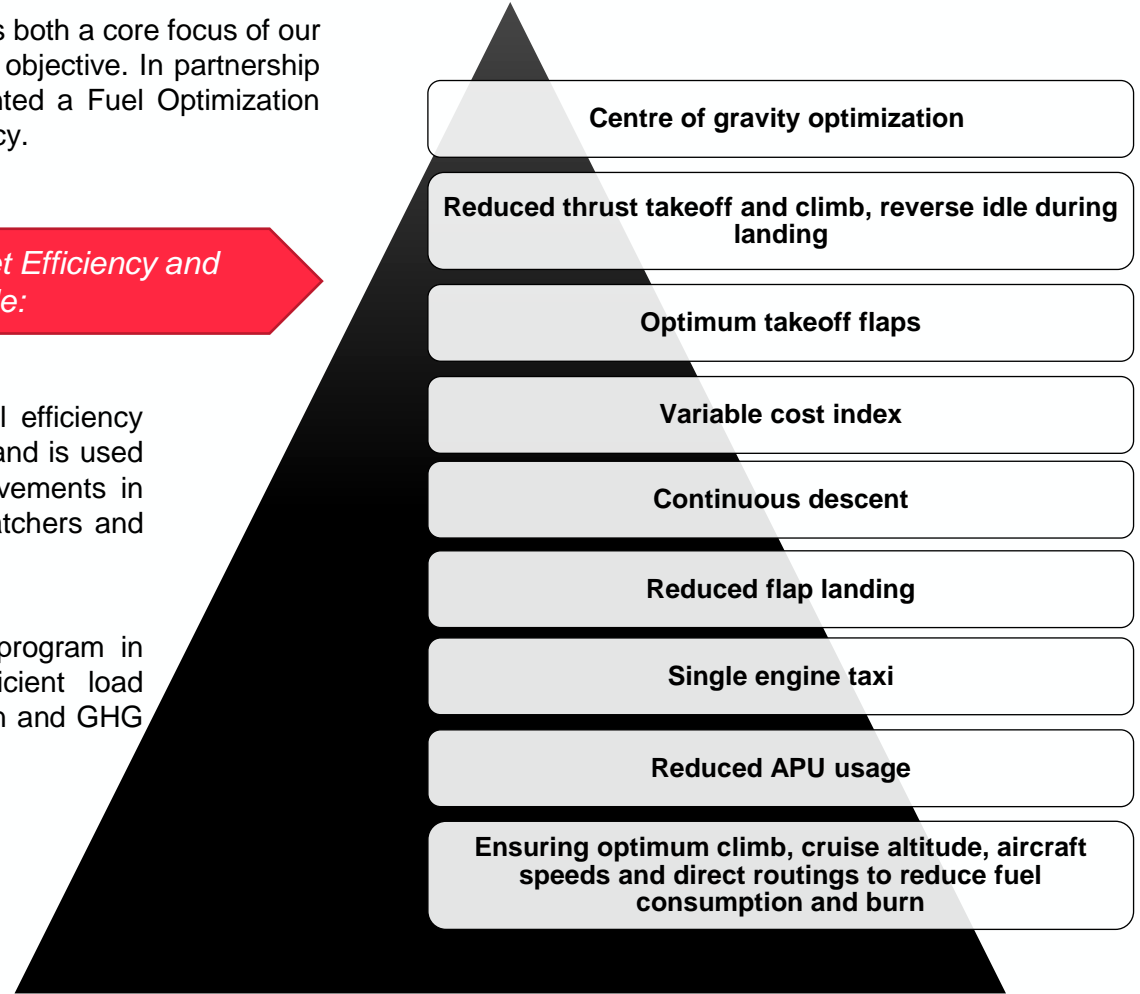 s both a core focus of our
objective. In partnership
nted a Fuel Optimization
cy.
et Efficiency and
le:
l efficiency
and is used
vements in
atchers and
program in
icient load
n and GHG
Centre of gravity optimization
Reduced thrust takeoff and climb, reverse idle during
landing
Optimum takeoff flaps
Variable cost index
Continuous descent
Reduced flap landing
Single engine taxi
Reduced APU usage
Ensuring optimum climb, cruise altitude, aircraft
speeds and direct routings to reduce fuel
consumption and burn